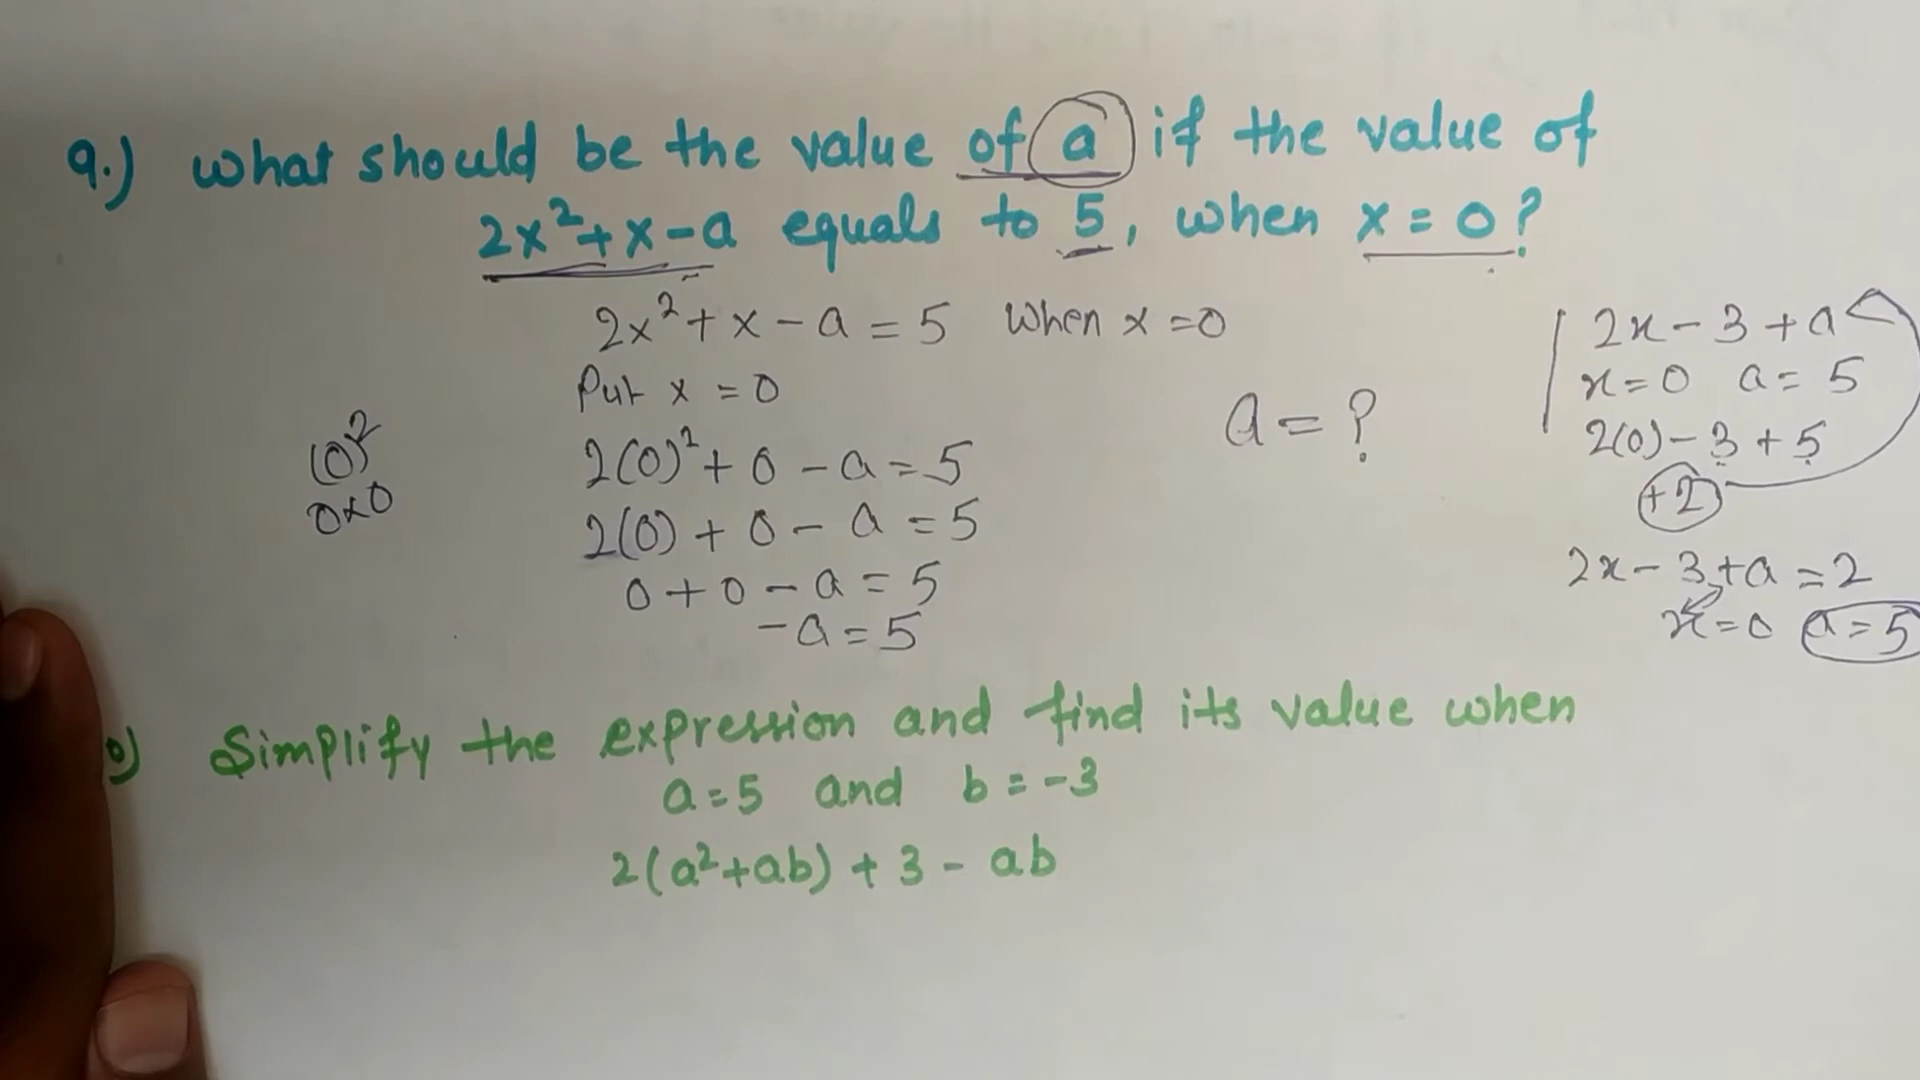 9.) what should be the value of a if the value of
2x²+x-a equals to 5, when x = 0?
2x²+x-a = 5 when x = 0
Put x = 0
2(0)²+0-a = 5
2(0)+0-a = 5
0+0-a = 5
-a = 5
(0)²
0x0
a = ?
2x-3+a
x=0 a=5
2(0)-3+5
+2
2x-3+a=2
x=0 a=5
0) Simplify the expression and find its value when
a=5 and b=-3
2(a²+ab)+3-ab